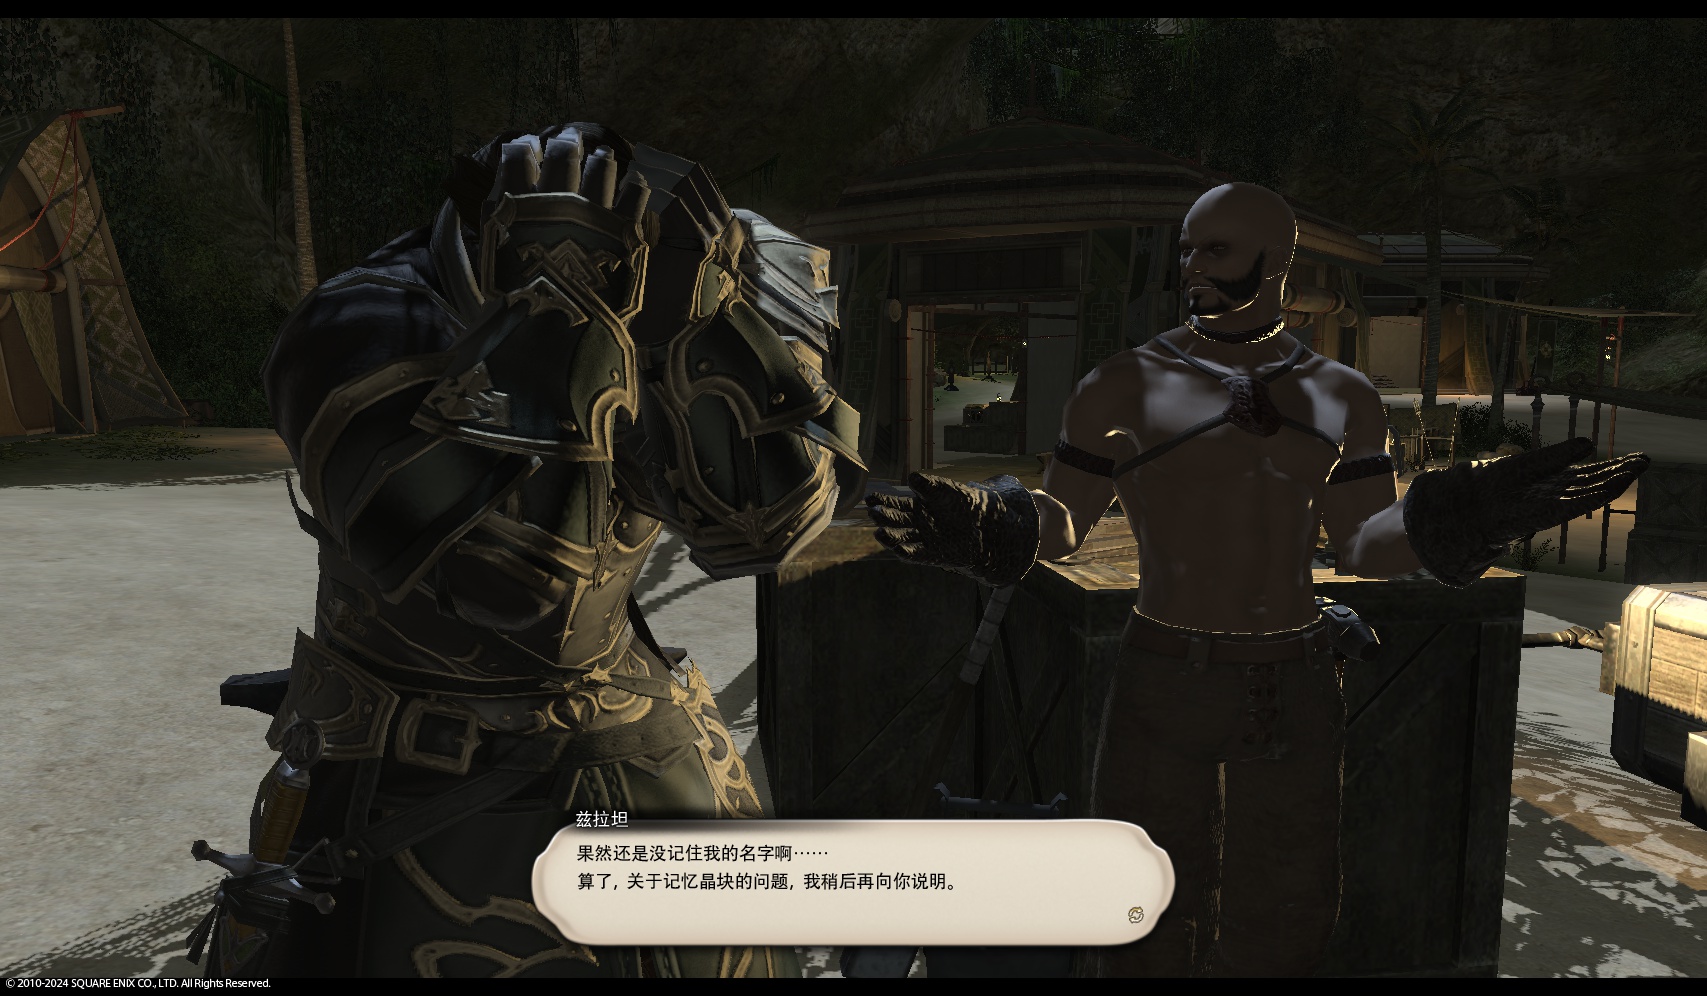 兹拉坦
果然还是没记住我的名字啊……
算了, 关于记忆晶块的问题, 我稍后再向你说明。
© 2010-2024 SQUARE ENIX CO., LTD. All Rights Reserved.